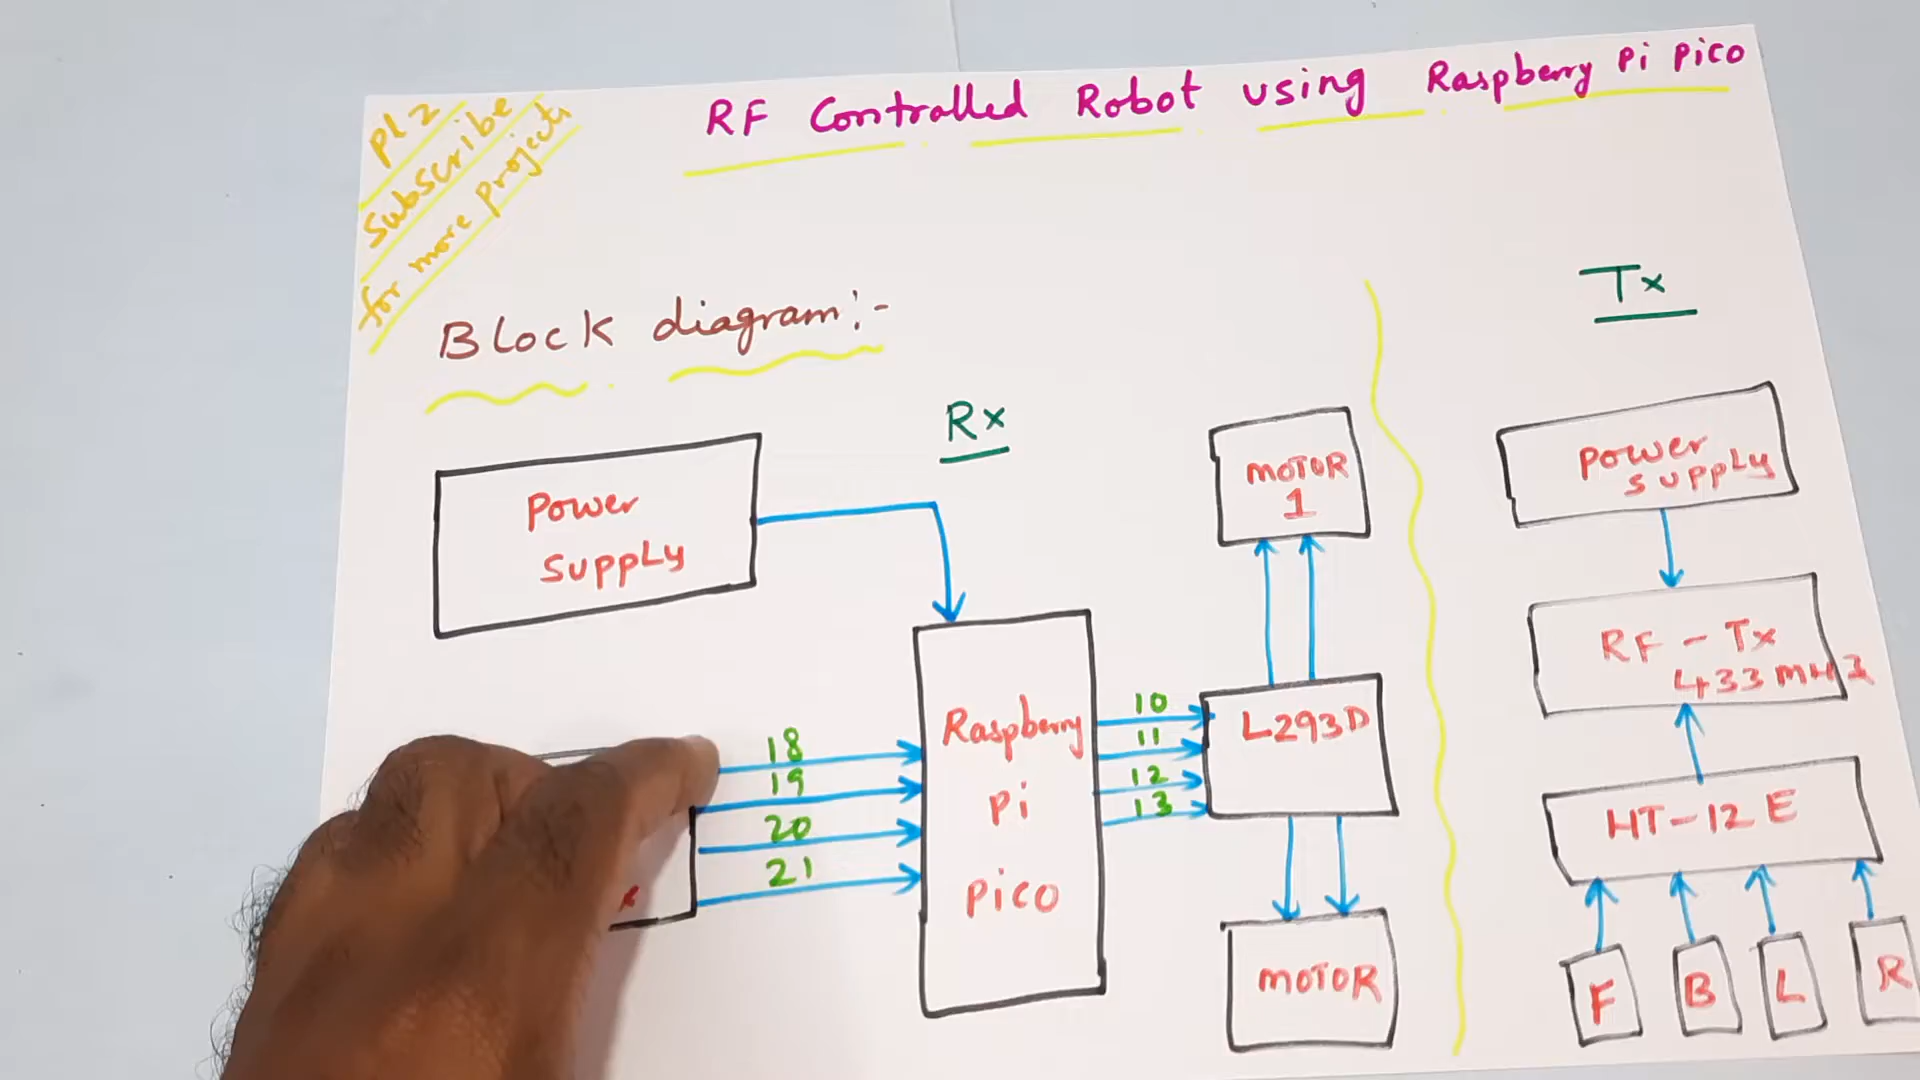 RF Controlled Robot using Raspberry Pi Pico
Plz
Subscribe
for more projects
Block diagram:-
Tx
Rx
Power
Supply
MOTOR
1
Power
Supply
RF - Tx
433 MHz
Raspberry
Pi
Pico
18
19
20
21
10
11
12
13
L293D
HT-12E
MOTOR
F
B
L
R